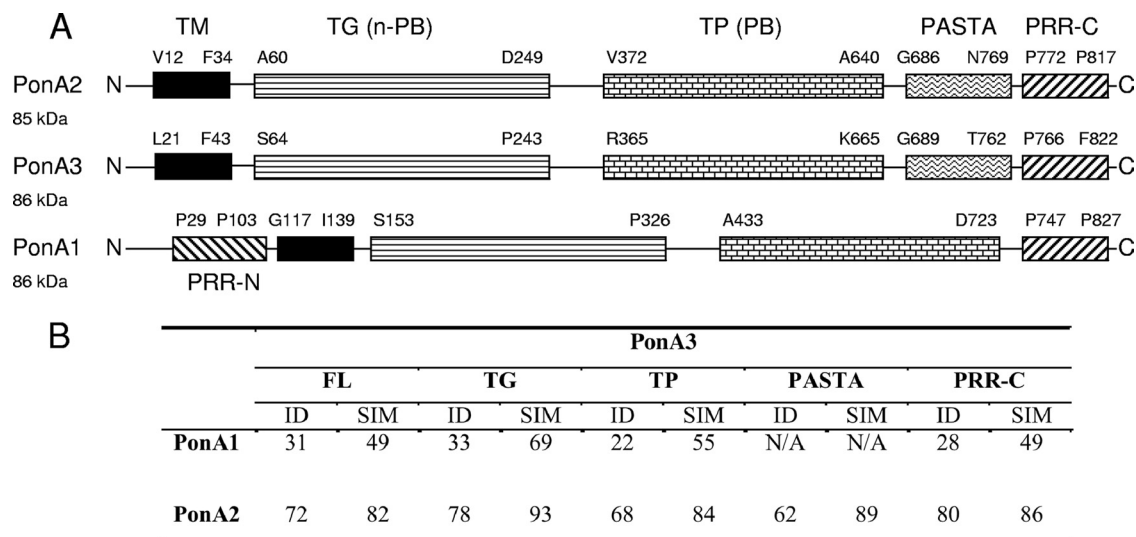 A TM TG (n-PB) TP (PB) PASTA PRR-C
V12 F34 A60 D249 V372 A640 G686 N769 P772 P817
PonA2 N C
85 kDa
L21 F43 S64 P243 R365 K665 G689 T762 P766 F822
PonA3 N C
86 kDa
P29 P103 G117 I139 S153 P326 A433 D723 P747 P827
PonA1 N C
86 kDa
PRR-N
B
PonA3
FL TG TP PASTA PRR-C
ID SIM ID SIM ID SIM ID SIM ID SIM
PonA1 31 49 33 69 22 55 N/A N/A 28 49
PonA2 72 82 78 93 68 84 62 89 80 86